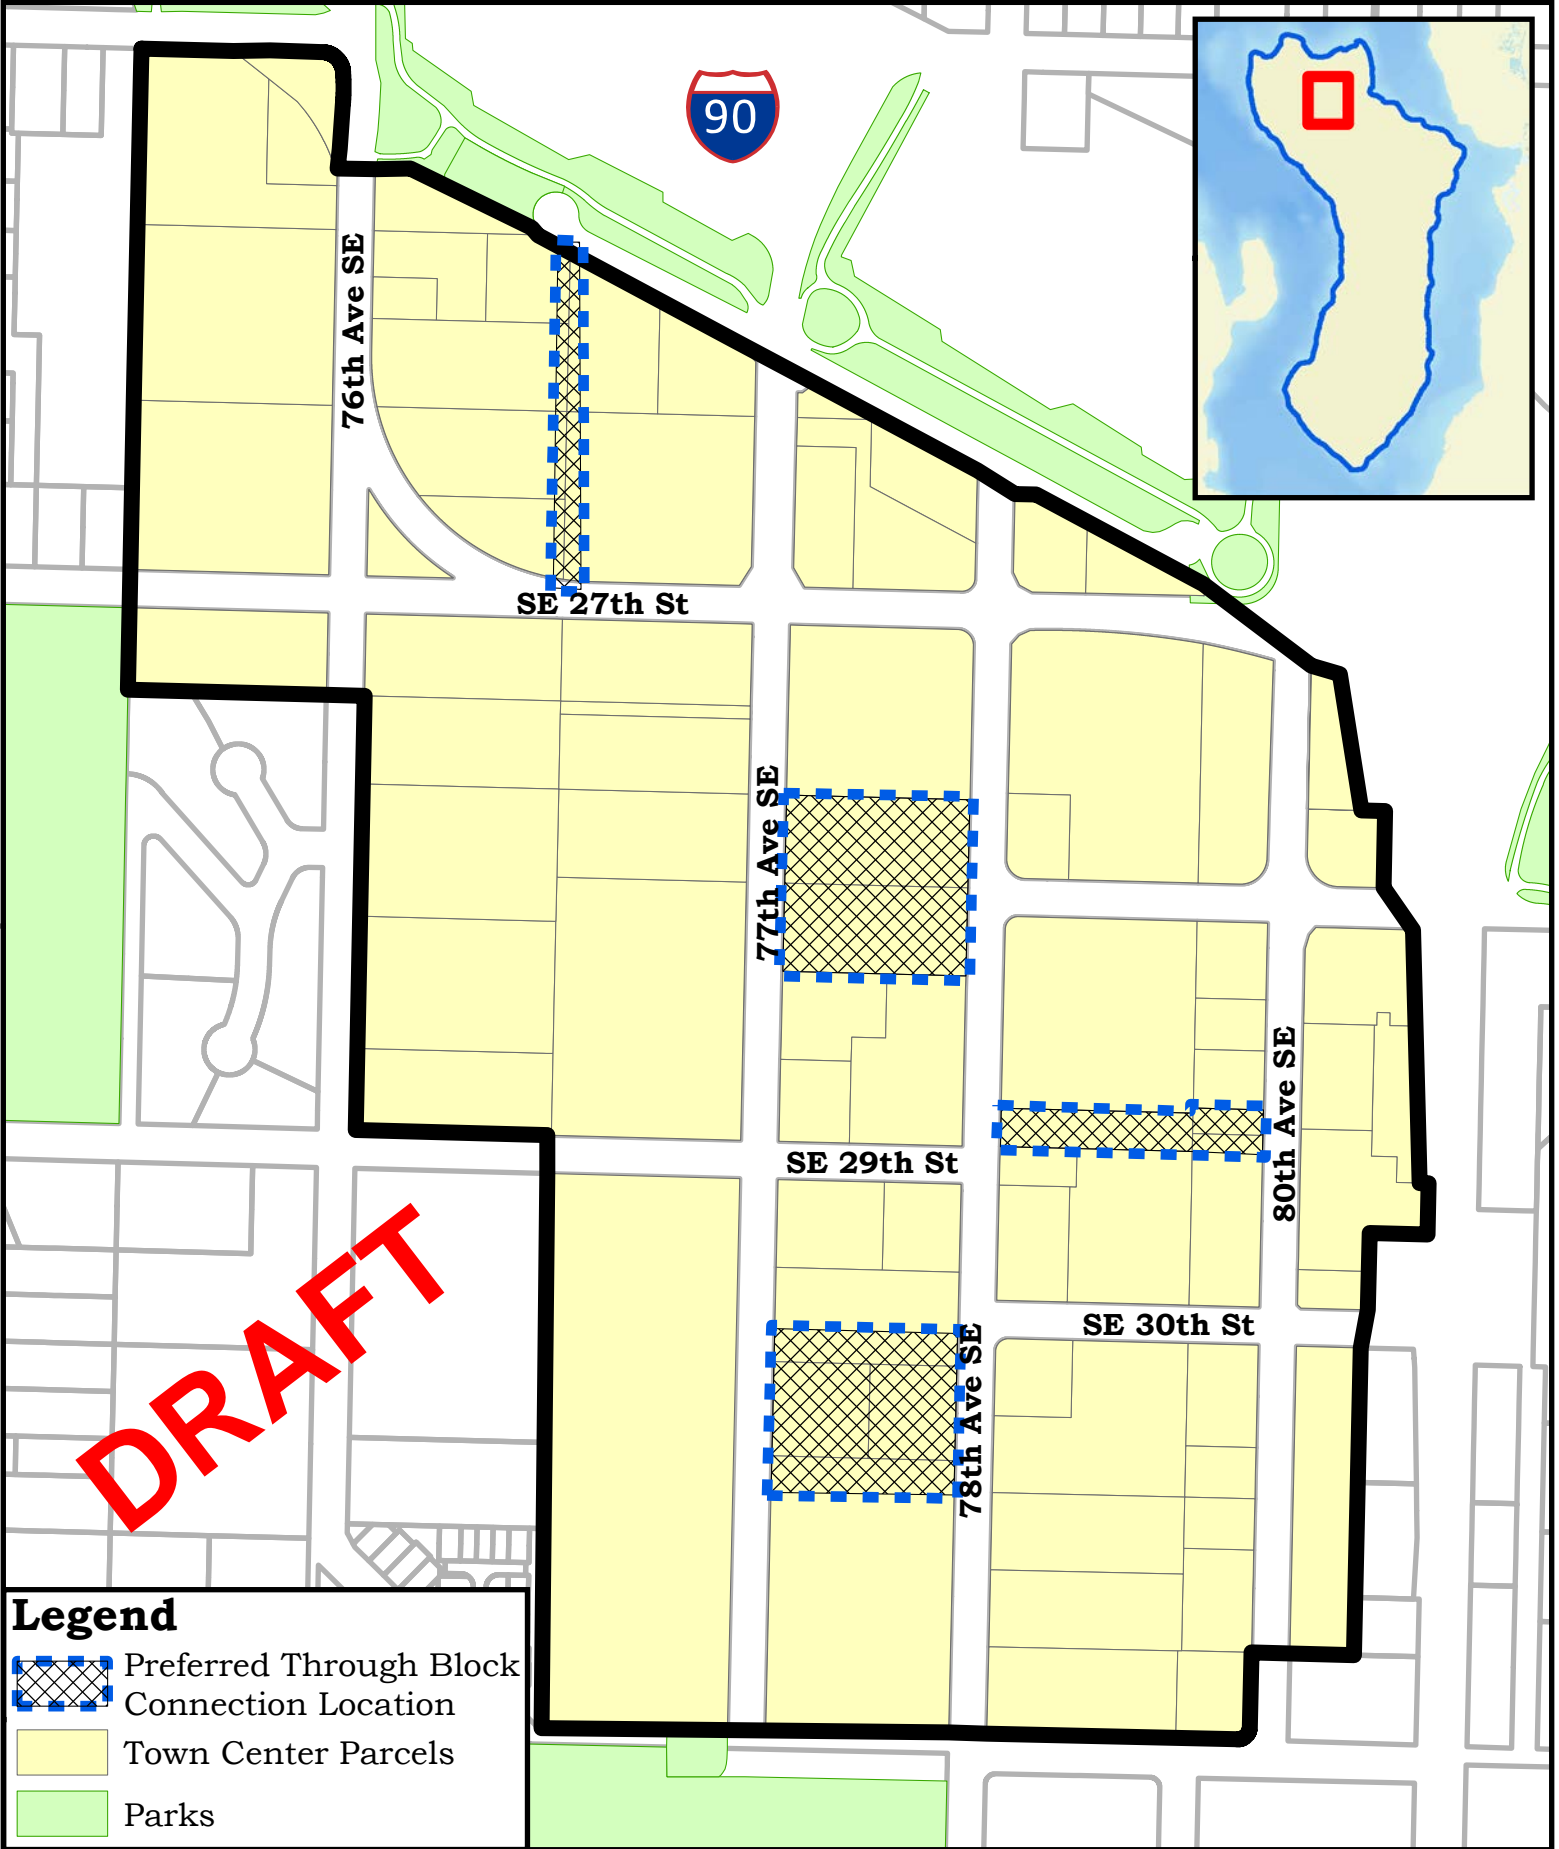 90
76th Ave SE
SE 27th St
77th Ave SE
80th Ave SE
SE 29th St
SE 30th St
78th Ave SE
DRAFT
Legend
Preferred Through Block
Connection Location
Town Center Parcels
Parks